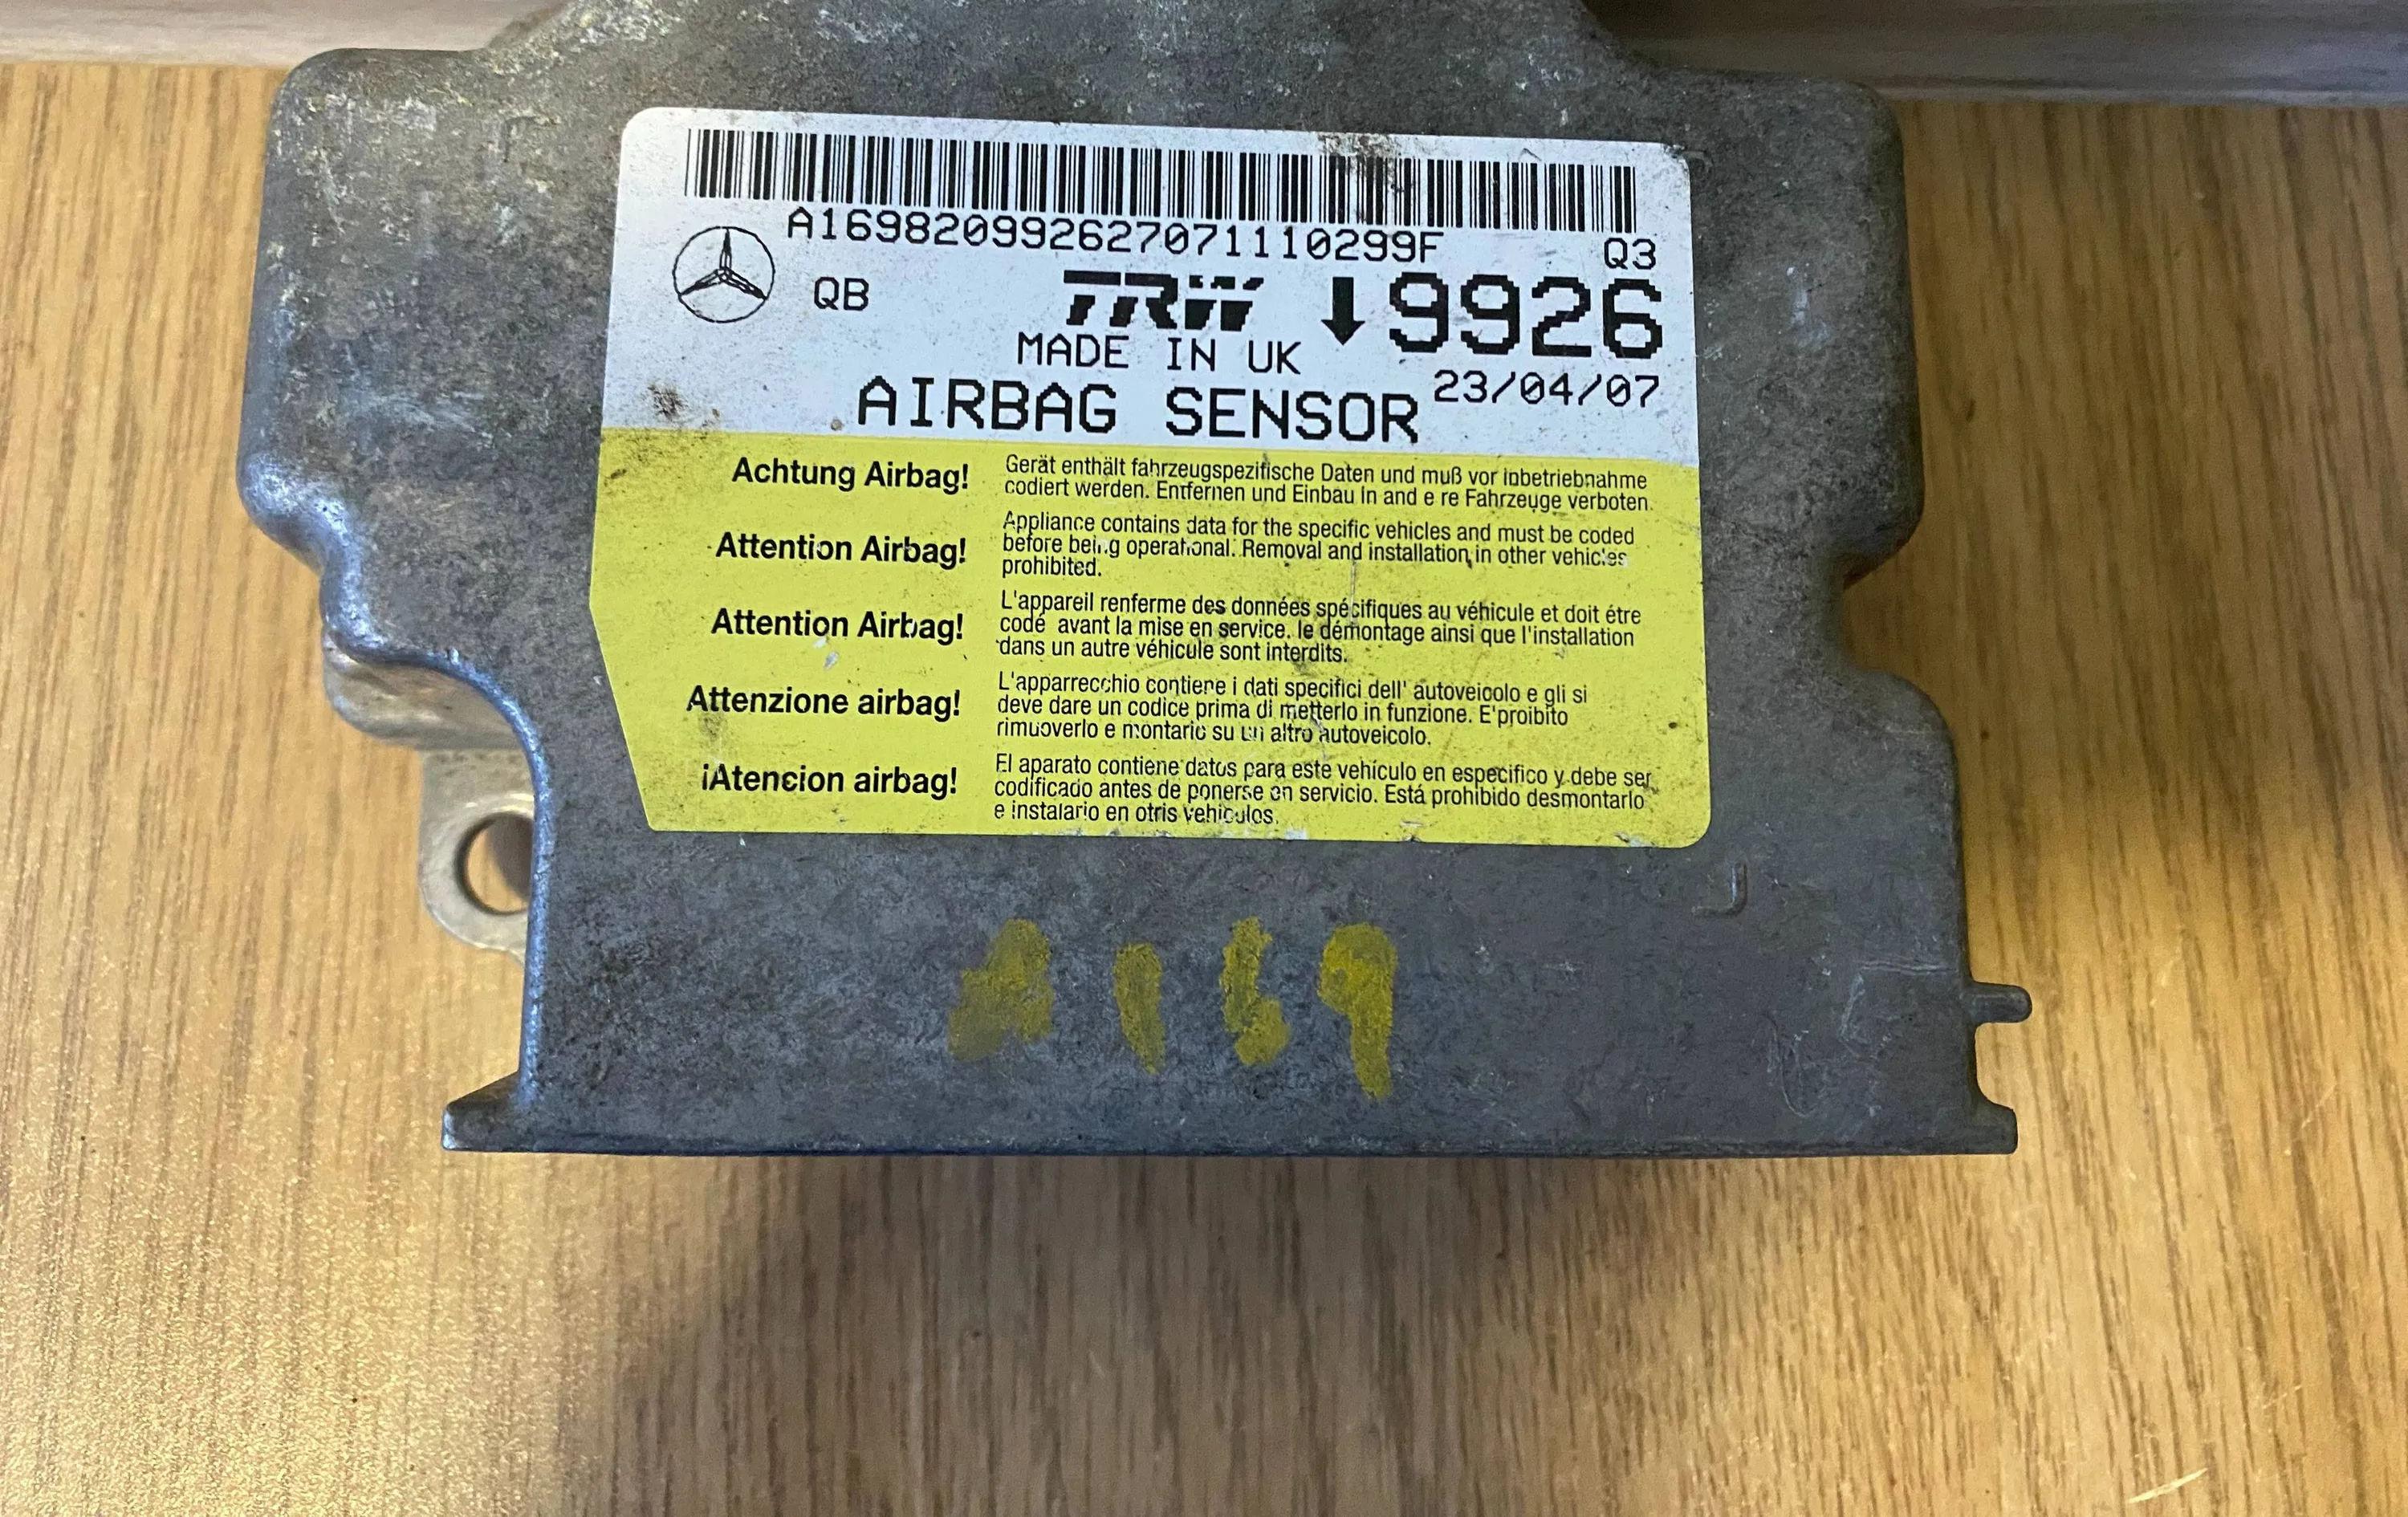 A169820992627071110299F Q3
QB TRW 9926
MADE IN UK
23/04/07
AIRBAG SENSOR
Achtung Airbag!
Gerät enthält fahrzeugspezifische Daten und muß vor Inbetriebnahme
codiert werden. Entfernen und Einbau In and e re Fahrzeuge verboten.
Attention Airbag!
Appliance contains data for the specific vehicles and must be coded
before being operational. Removal and installation in other vehicles
prohibited.
Attention Airbag!
L'appareil renferme des données spécifiques au véhicule et doit étre
codé avant la mise en service. le démontage ainsi que l'installation
dans un autre véhicule sont interdits.
Attenzione airbag!
L'apparrecchio contiene i dati specifici dell' autoveicolo e gli si
deve dare un codice prima di metterlo in funzione. E'proibito
rimuoverlo e montario su un altro autoveicolo.
¡Atencion airbag!
El aparato contiene datos para este vehículo en especifico y debe ser
codificado antes de ponerse en servicio. Está prohibido desmontarlo
e instalario en otris vehículos.
A169